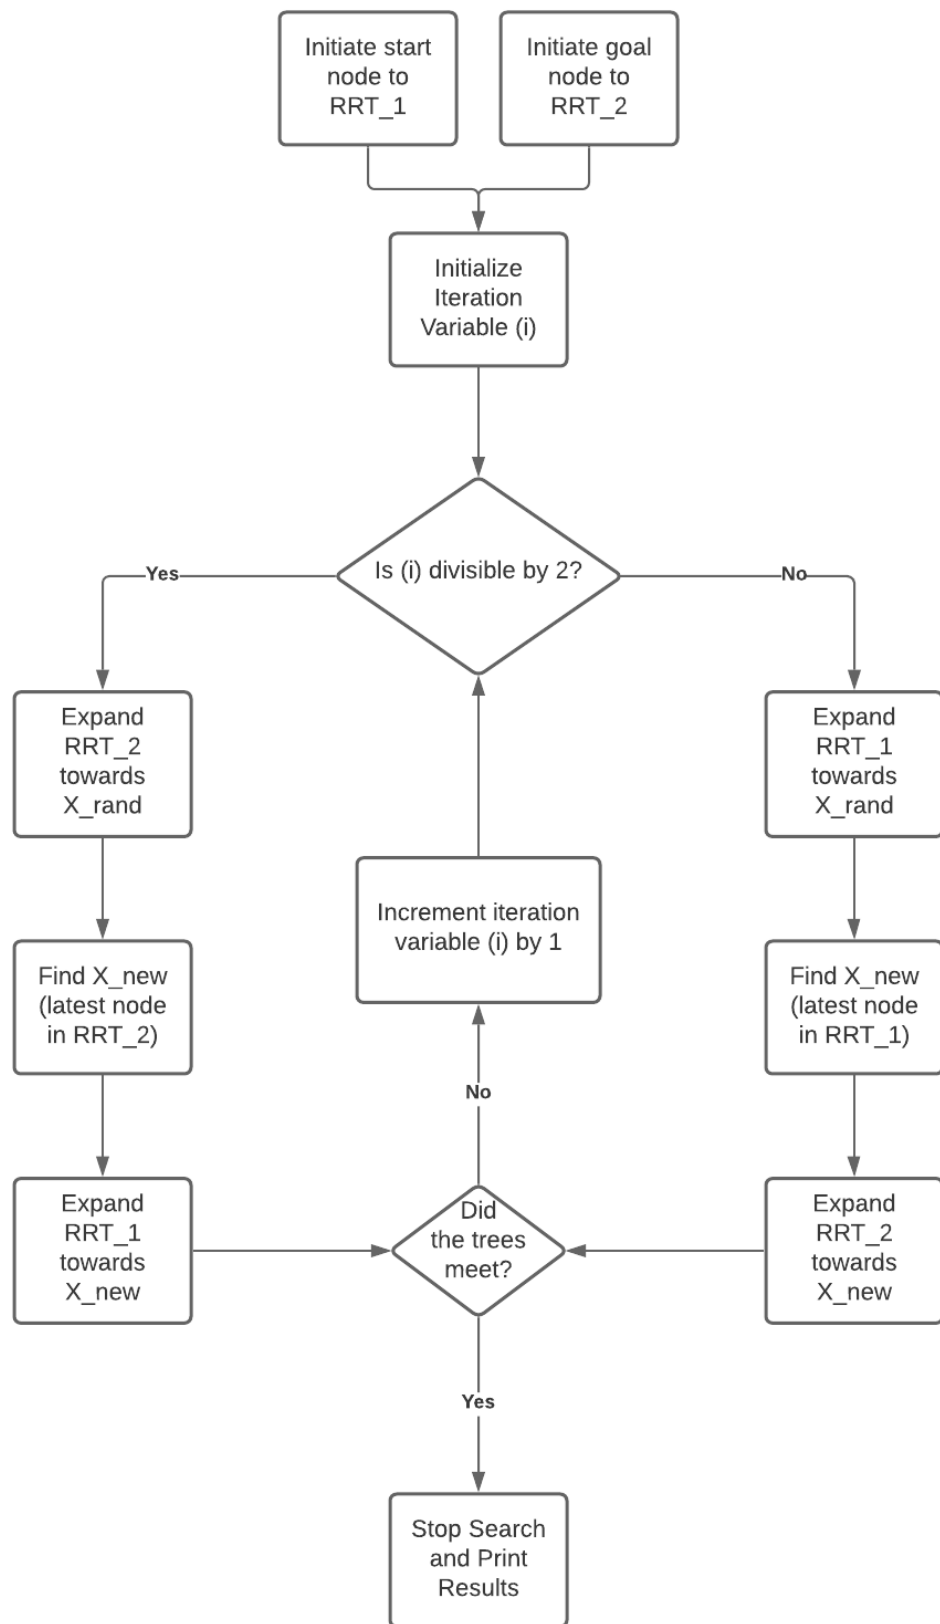 Initiate start
node to
RRT_1
Initiate goal
node to
RRT_2
Initialize
Iteration
Variable (i)
Is (i) divisible by 2?
Yes
No
Expand
RRT_2
towards
X_rand
Expand
RRT_1
towards
X_rand
Increment iteration
variable (i) by 1
Find X_new
(latest node
in RRT_2)
Find X_new
(latest node
in RRT_1)
No
Expand
RRT_1
towards
X_new
Did
the trees
meet?
Expand
RRT_2
towards
X_new
Yes
Stop Search
and Print
Results